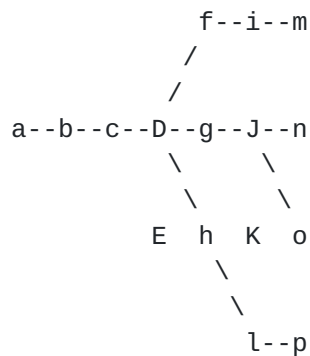 f--i--m
/
/
a--b--c--D--g--J--n
\ \
\ \
E h K o
\
\
l--p